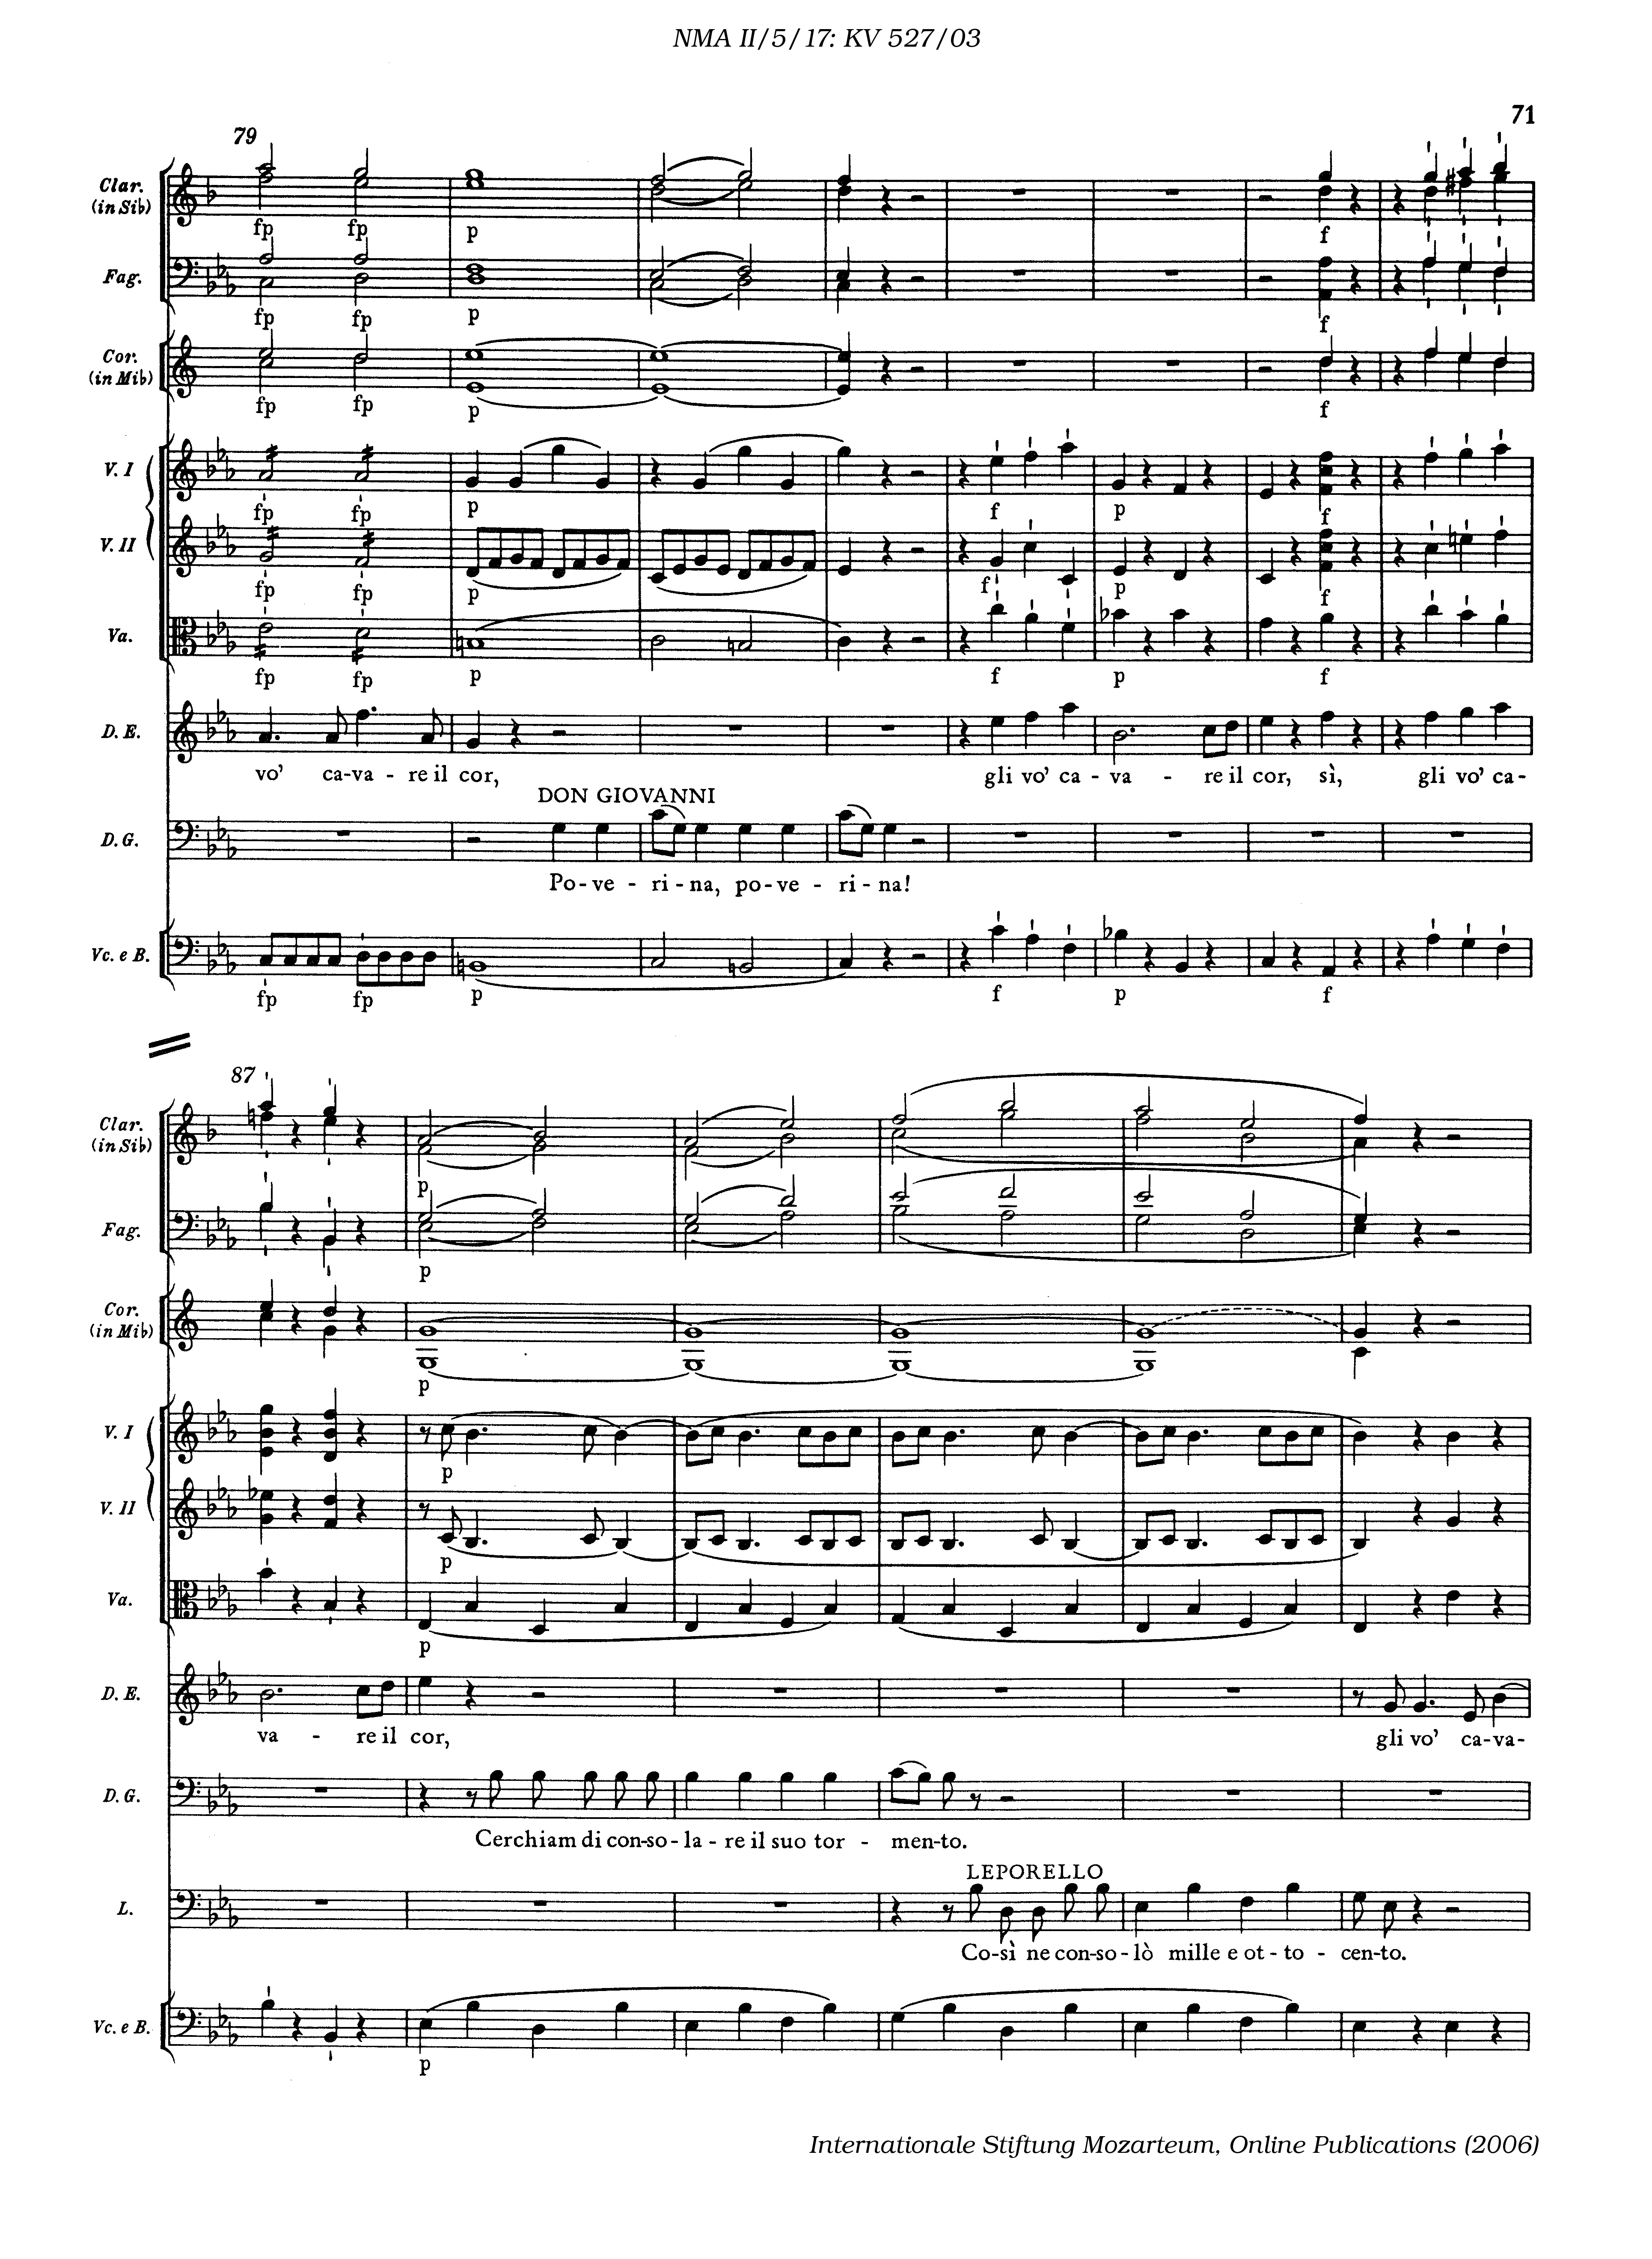 NMA II/5/17: KV 527/03
71
79
Clar.
(in Sib)
fp fp p f
Fag.
fp fp p f
Cor.
(in Mib)
fp fp p f
V. I
fp fp p f p f
V. II
fp fp p f p f
Va.
fp fp p f p f
D. E.
vo’ ca-va - re il cor, gli vo’ ca - va - re il cor, sì, gli vo’ ca-
DON GIOVANNI
D. G.
Po-ve - ri-na, po-ve - ri-na!
Vc. e B.
fp fp p f p f
87
Clar.
(in Sib)
p
Fag.
p
Cor.
(in Mib)
p
V. I
p
V. II
p
Va.
p
D. E.
va - re il cor, gli vo’ ca-va-
D. G.
Cerchiam di con-so-la-re il suo tor - men-to.
LEPORELLO
L.
Co-sì ne con-so-lò mille e ot-to - cen-to.
Vc. e B.
p
Internationale Stiftung Mozarteum, Online Publications (2006)